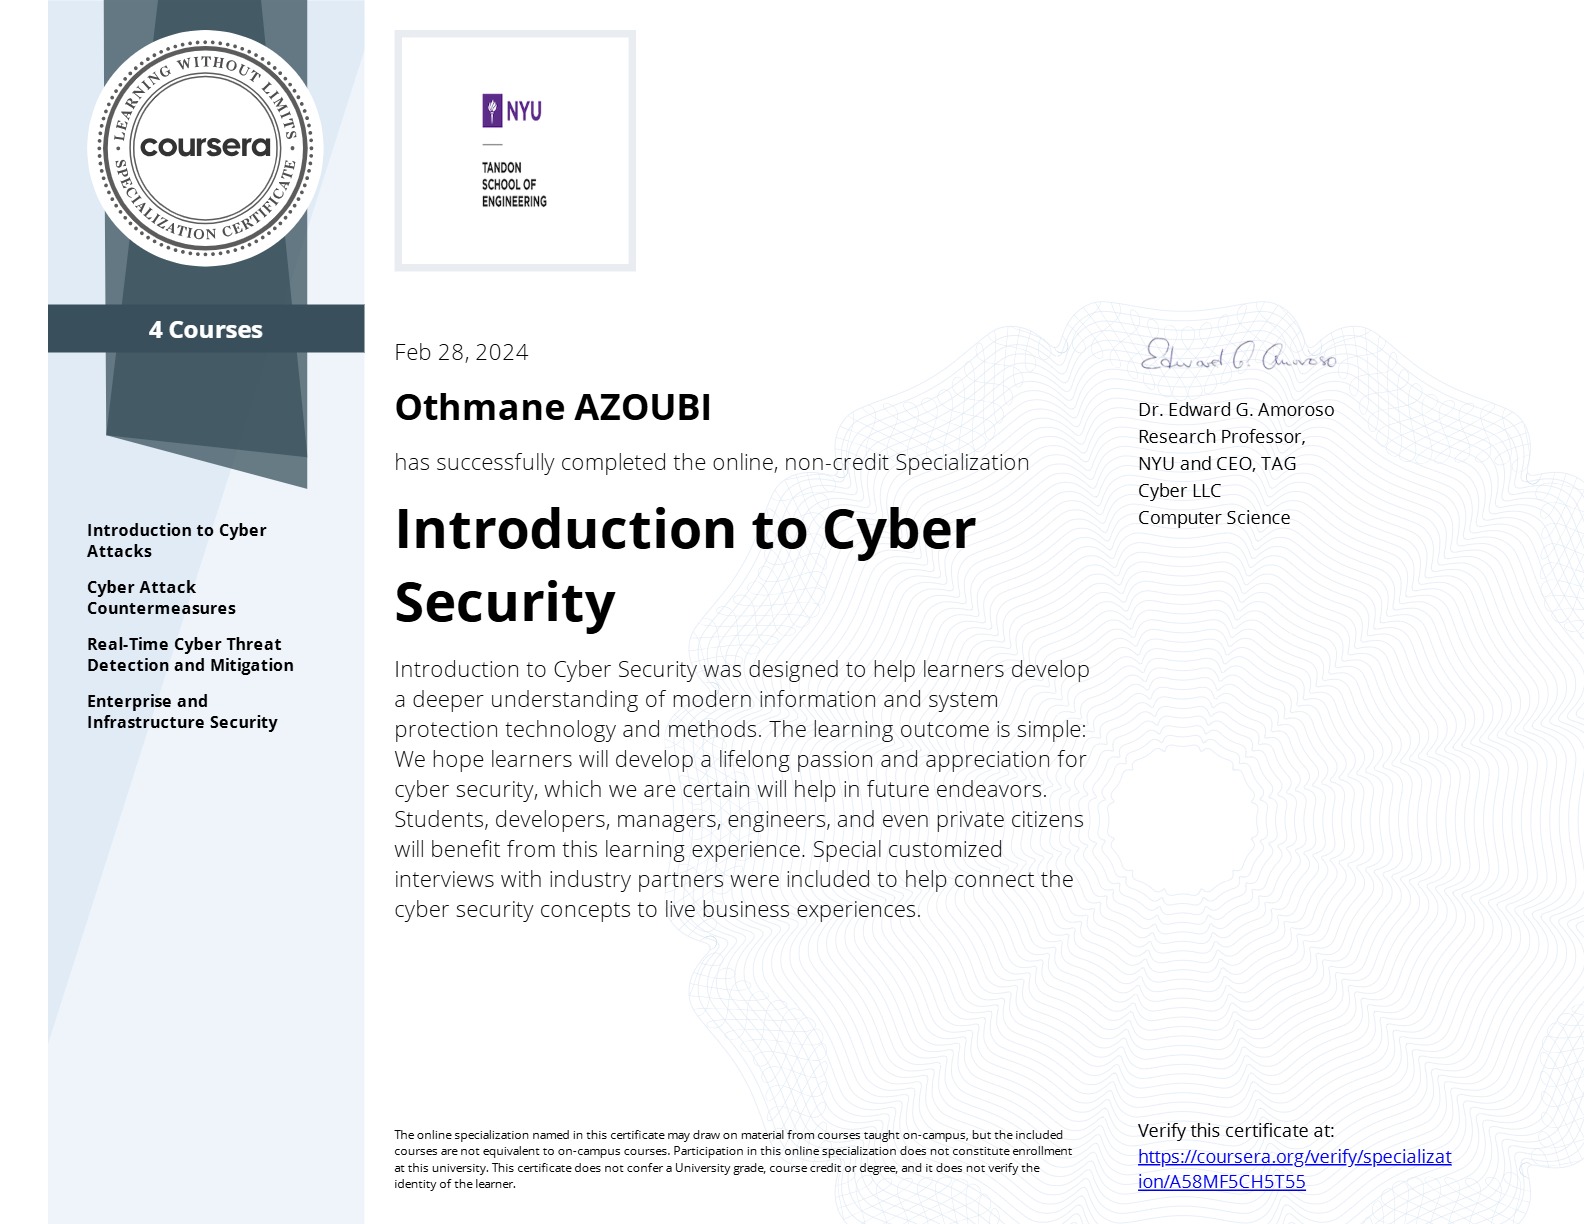 LEARNING WITHOUT LIMITS
coursera
SPECIALIZATION CERTIFICATE
4 Courses
Introduction to Cyber
Attacks
Cyber Attack
Countermeasures
Real-Time Cyber Threat
Detection and Mitigation
Enterprise and
Infrastructure Security
NYU
TANDON
SCHOOL OF
ENGINEERING
Feb 28, 2024
Othmane AZOUBI
has successfully completed the online, non-credit Specialization
Introduction to Cyber
Security
Introduction to Cyber Security was designed to help learners develop
a deeper understanding of modern information and system
protection technology and methods. The learning outcome is simple:
We hope learners will develop a lifelong passion and appreciation for
cyber security, which we are certain will help in future endeavors.
Students, developers, managers, engineers, and even private citizens
will benefit from this learning experience. Special customized
interviews with industry partners were included to help connect the
cyber security concepts to live business experiences.
Edward G. Amoroso
Dr. Edward G. Amoroso
Research Professor,
NYU and CEO, TAG
Cyber LLC
Computer Science
The online specialization named in this certificate may draw on material from courses taught on-campus, but the included
courses are not equivalent to on-campus courses. Participation in this online specialization does not constitute enrollment
at this university. This certificate does not confer a University grade, course credit or degree, and it does not verify the
identity of the learner.
Verify this certificate at:
https://coursera.org/verify/specializat
ion/A58MF5CH5T55